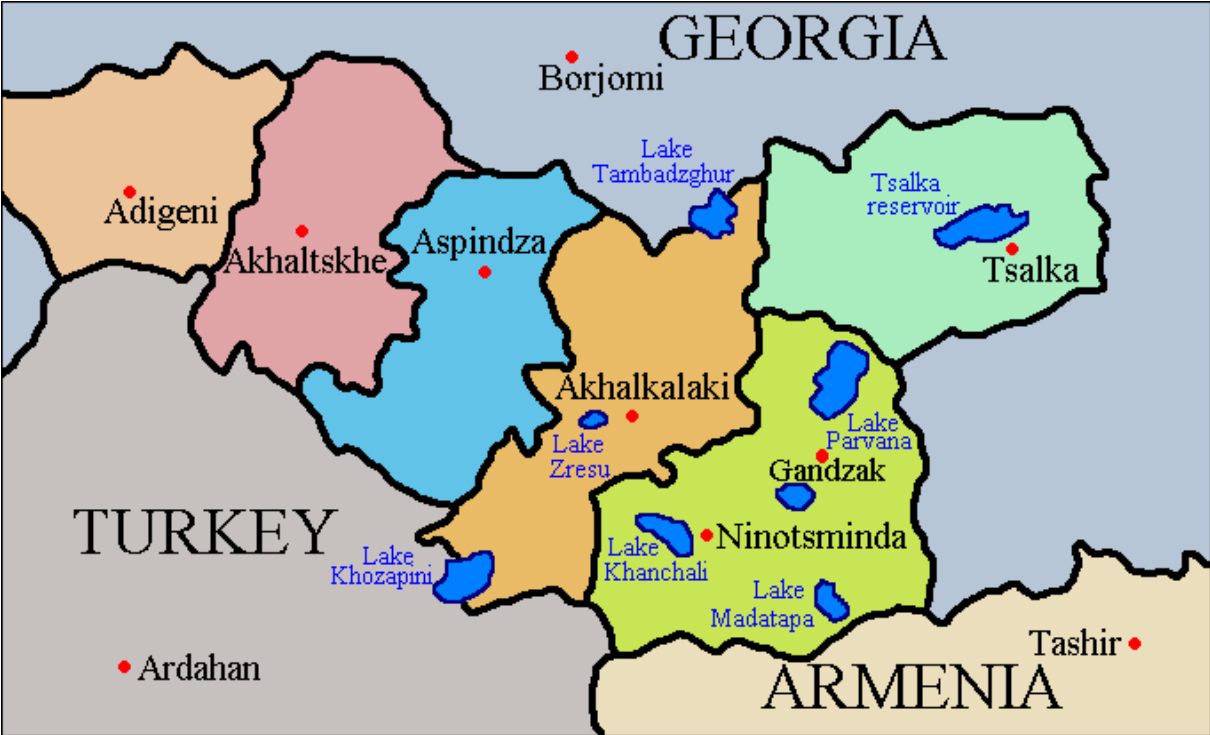 GEORGIA
Borjomi
Lake
Tambadzghur
Tsalka
reservoir
Adigeni
Akhaltskhe
Aspindza
Tsalka
Akhalkalaki
Lake
Zresu
Lake
Parvana
Gandzak
TURKEY
Ninotsminda
Lake
Khanchali
Lake
Khozapini
Lake
Madatapa
Ardahan
Tashir
ARMENIA